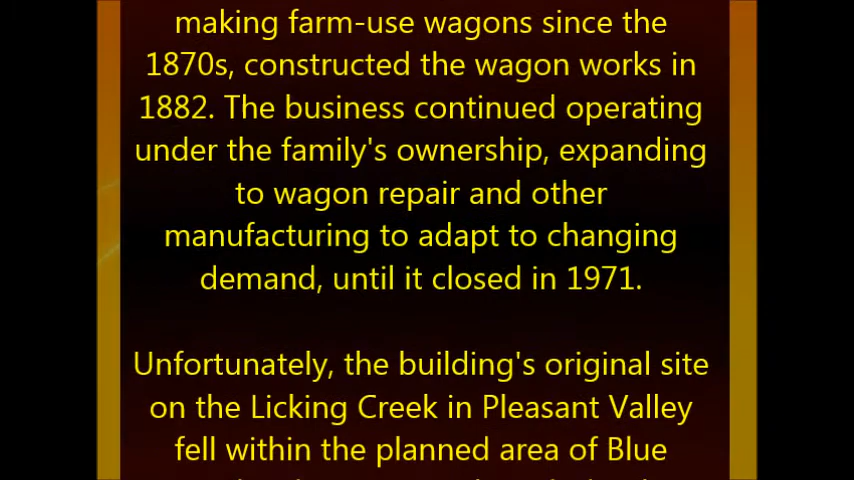 making farm-use wagons since the
1870s, constructed the wagon works in
1882. The business continued operating
under the family's ownership, expanding
to wagon repair and other
manufacturing to adapt to changing
demand, until it closed in 1971.
Unfortunately, the building's original site
on the Licking Creek in Pleasant Valley
fell within the planned area of Blue